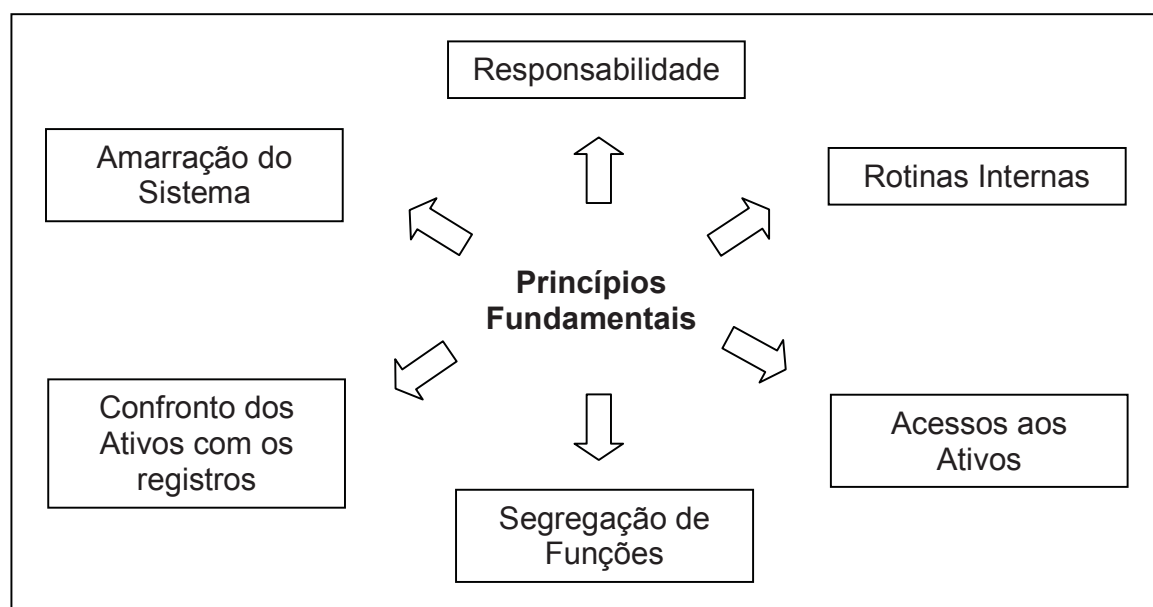 Responsabilidade
Amarração do
Sistema
Rotinas Internas
Princípios
Fundamentais
Confronto dos
Ativos com os
registros
Acessos aos
Ativos
Segregação de
Funções